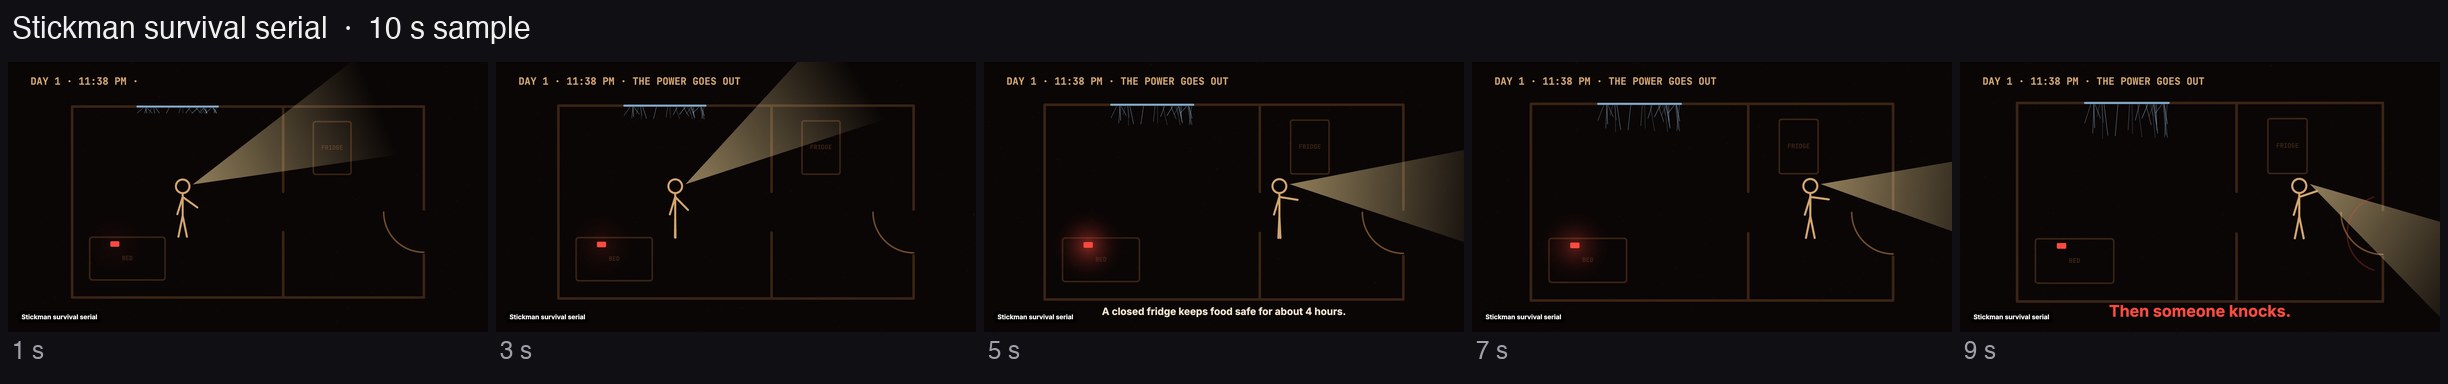 Stickman survival serial · 10 s sample
DAY 1 · 11:38 PM ·
FRIDGE
BED
Stickman survival serial
1 s
DAY 1 · 11:38 PM · THE POWER GOES OUT
FRIDGE
BED
Stickman survival serial
3 s
DAY 1 · 11:38 PM · THE POWER GOES OUT
FRIDGE
BED
A closed fridge keeps food safe for about 4 hours.
Stickman survival serial
5 s
DAY 1 · 11:38 PM · THE POWER GOES OUT
FRIDGE
BED
Stickman survival serial
7 s
DAY 1 · 11:38 PM · THE POWER GOES OUT
FRIDGE
BED
Then someone knocks.
Stickman survival serial
9 s